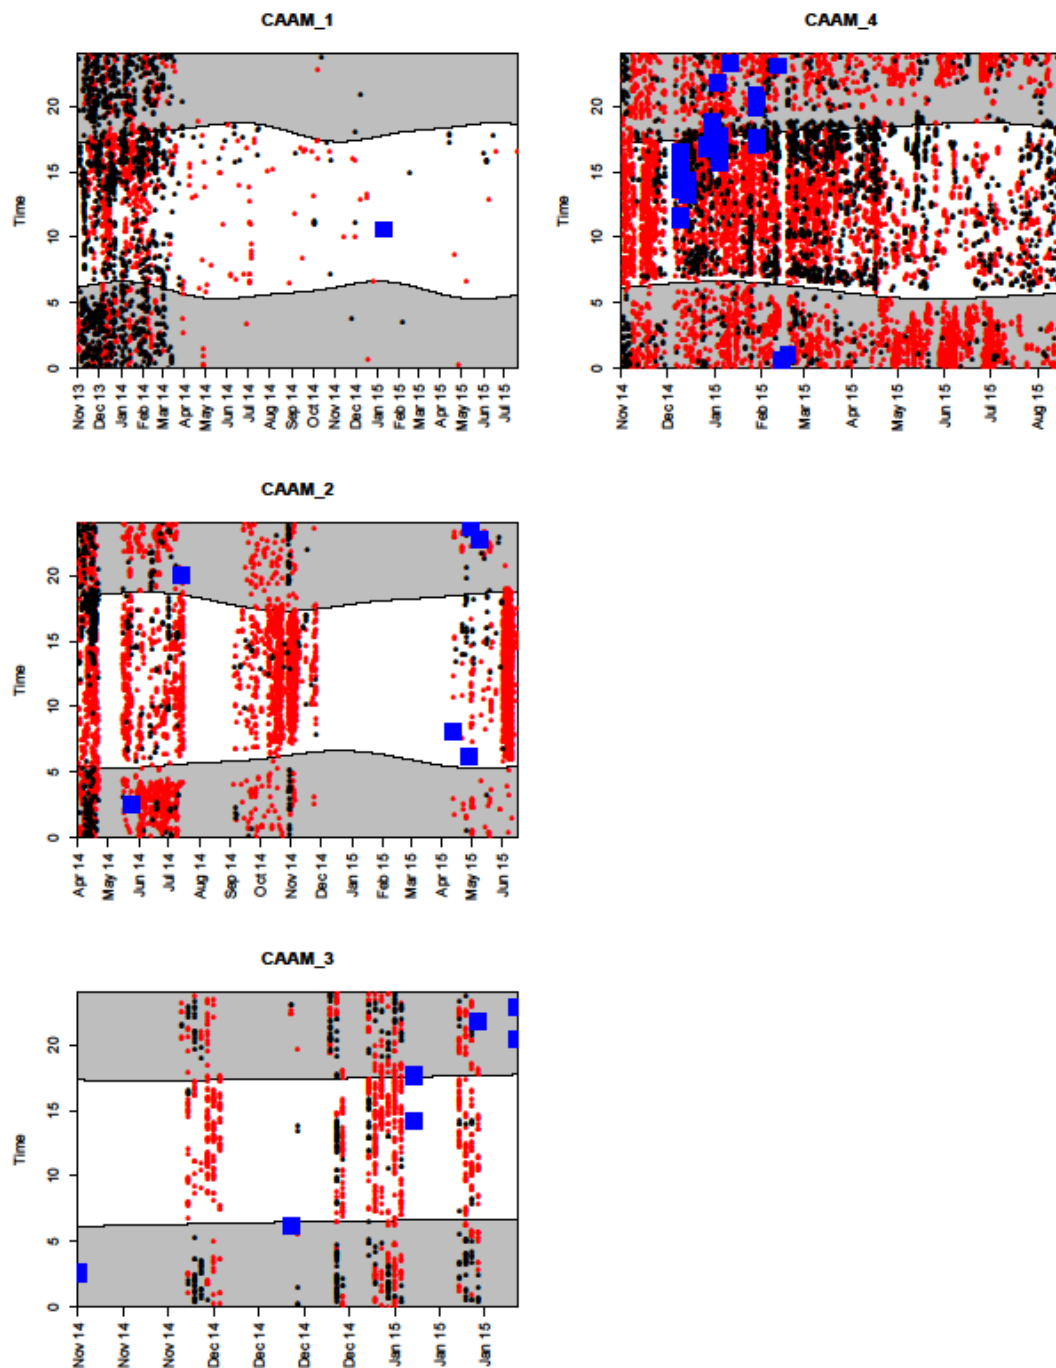 CAAM_1
Time
0
5
10
15
20
Nov 13
Dec 13
Jan 14
Feb 14
Mar 14
Apr 14
May 14
Jun 14
Jul 14
Aug 14
Sep 14
Oct 14
Nov 14
Dec 14
Jan 15
Feb 15
Mar 15
Apr 15
May 15
Jun 15
Jul 15
CAAM_4
Time
0
5
10
15
20
Nov 14
Dec 14
Jan 15
Feb 15
Mar 15
Apr 15
May 15
Jun 15
Jul 15
Aug 15
CAAM_2
Time
0
5
10
15
20
Apr 14
May 14
Jun 14
Jul 14
Aug 14
Sep 14
Oct 14
Nov 14
Dec 14
Jan 15
Feb 15
Mar 15
Apr 15
May 15
Jun 15
CAAM_3
Time
0
5
10
15
20
Nov 14
Nov 14
Nov 14
Dec 14
Dec 14
Dec 14
Dec 14
Jan 15
Jan 15
Jan 15